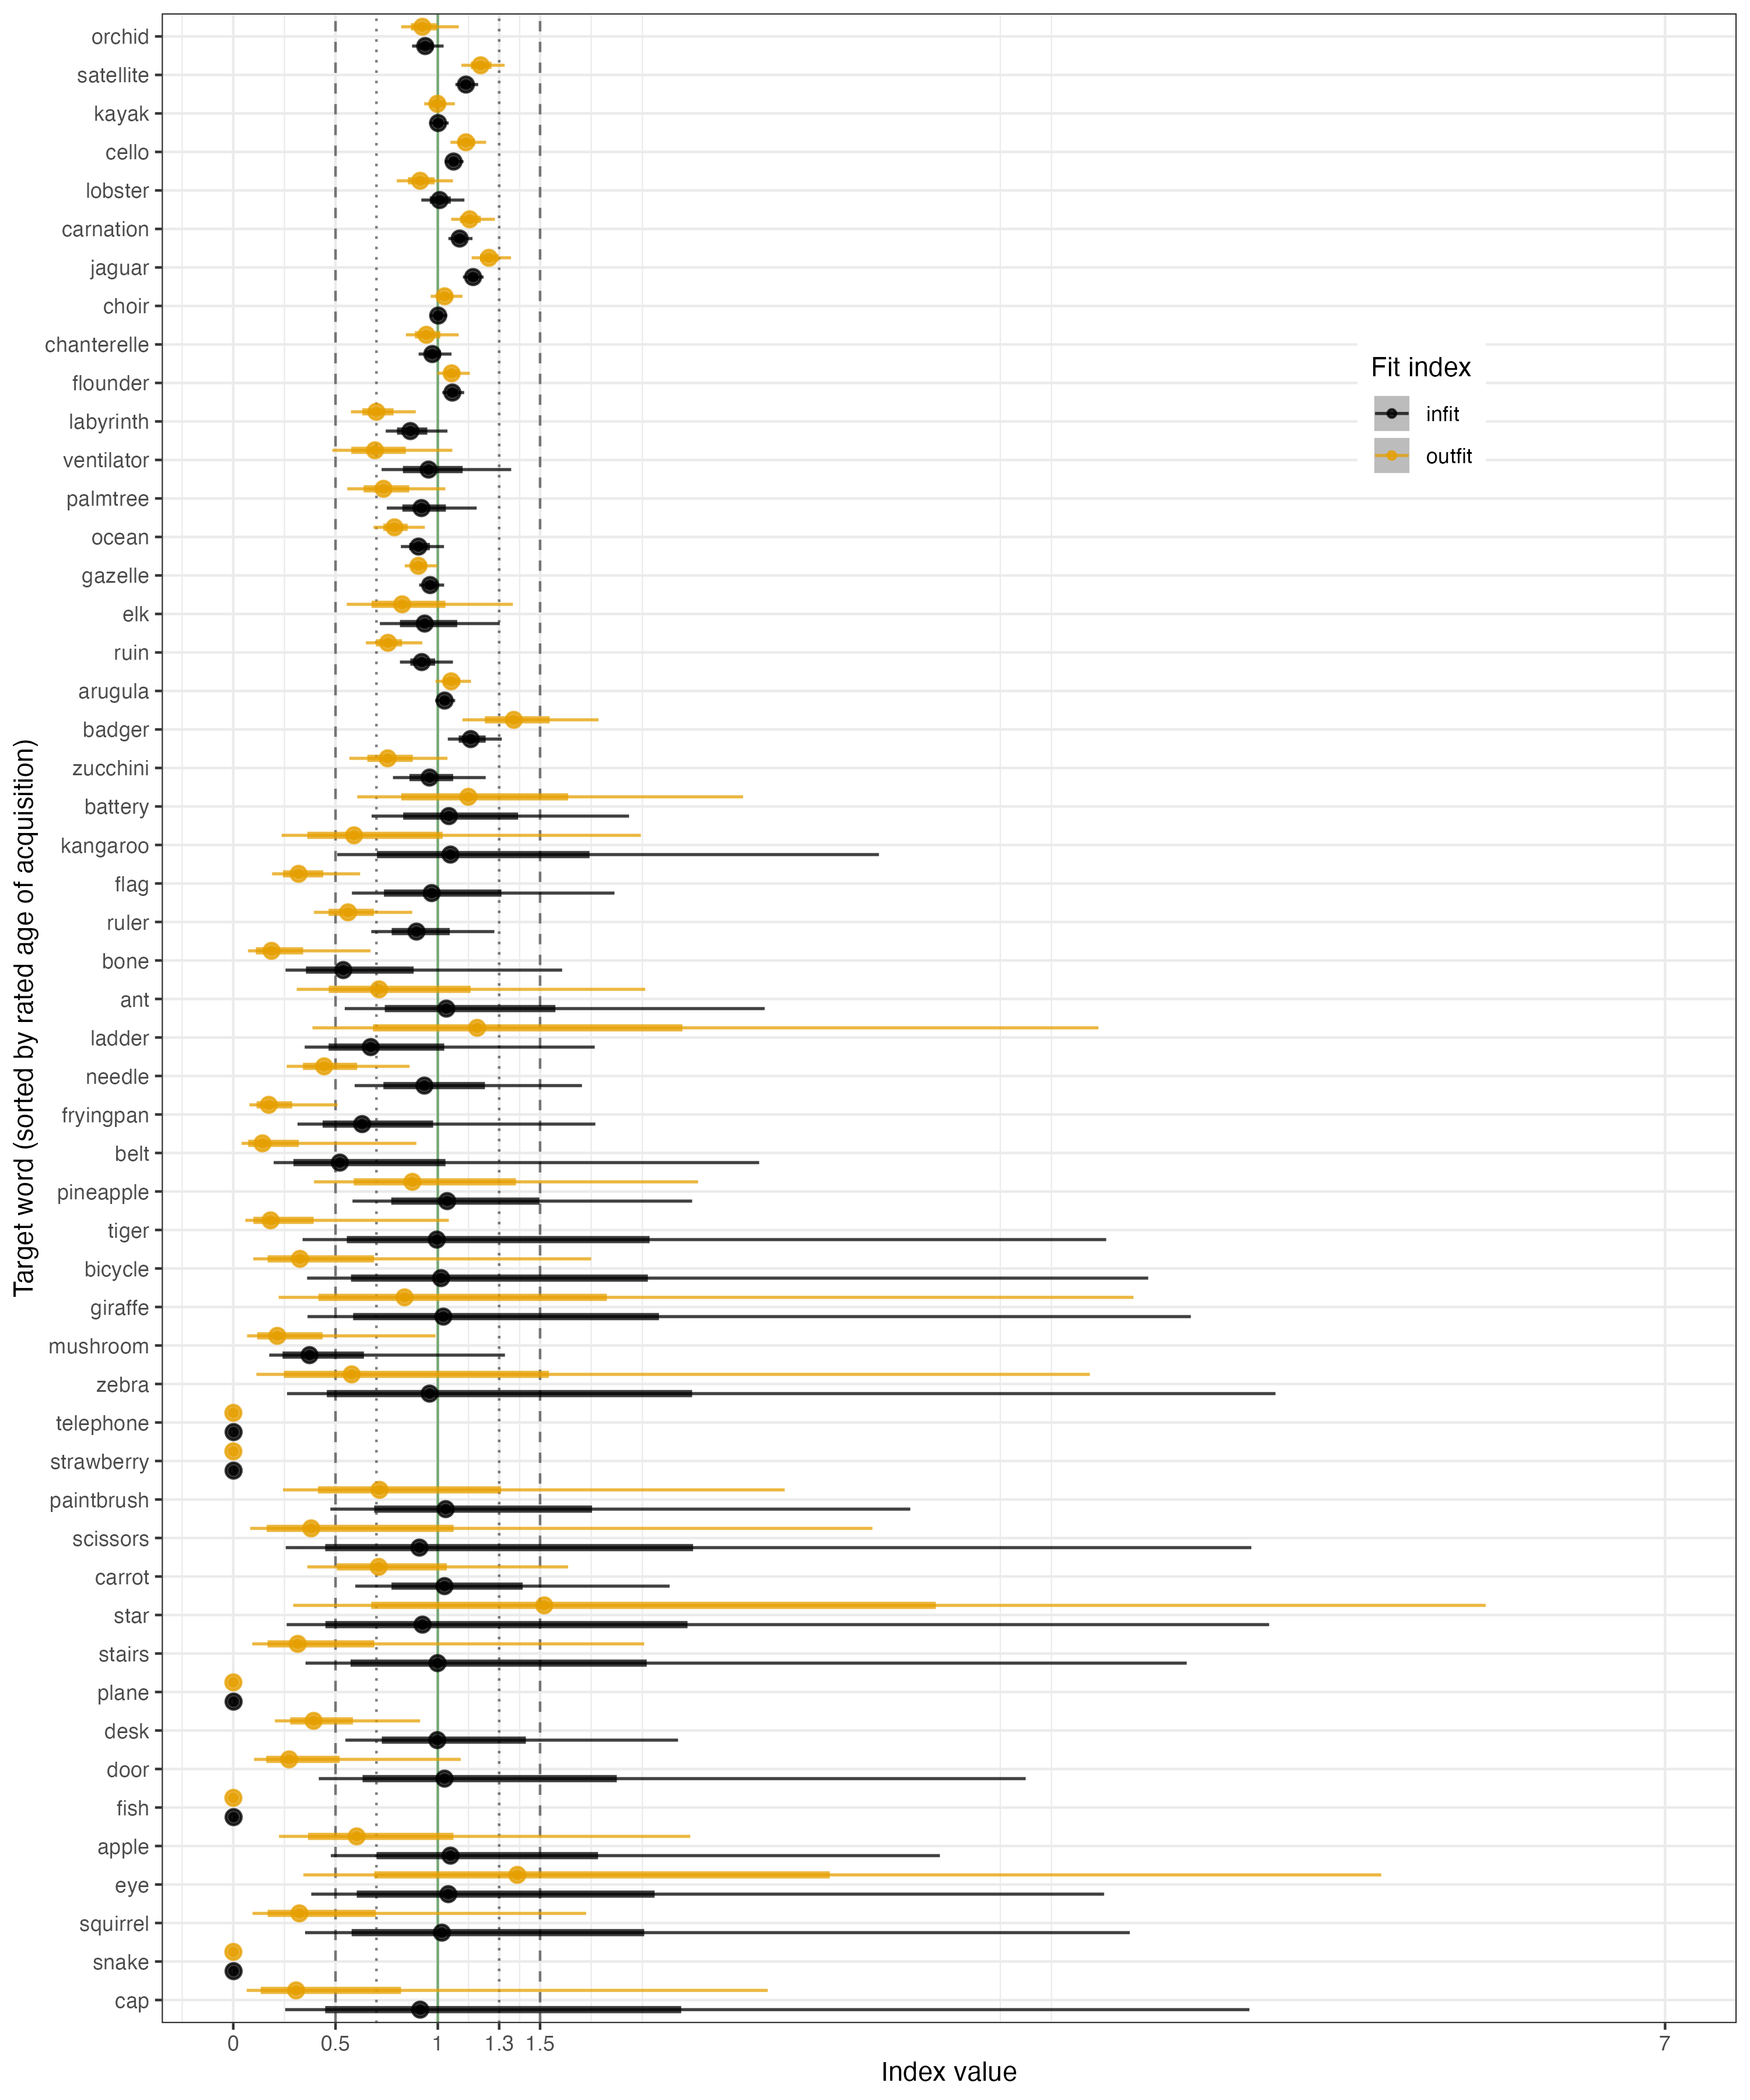 orchid
satellite
kayak
cello
lobster
carnation
jaguar
choir
chanterelle
flounder
labyrinth
ventilator
palmtree
ocean
gazelle
elk
ruin
arugula
badger
zucchini
battery
kangaroo
flag
ruler
bone
ant
ladder
needle
fryingpan
belt
pineapple
tiger
bicycle
giraffe
mushroom
zebra
telephone
strawberry
paintbrush
scissors
carrot
star
stairs
plane
desk
door
fish
apple
eye
squirrel
snake
cap
Target word (sorted by rated age of acquisition)
Fit index
infit
outfit
0 0.5 1 1.3 1.5 7
Index value